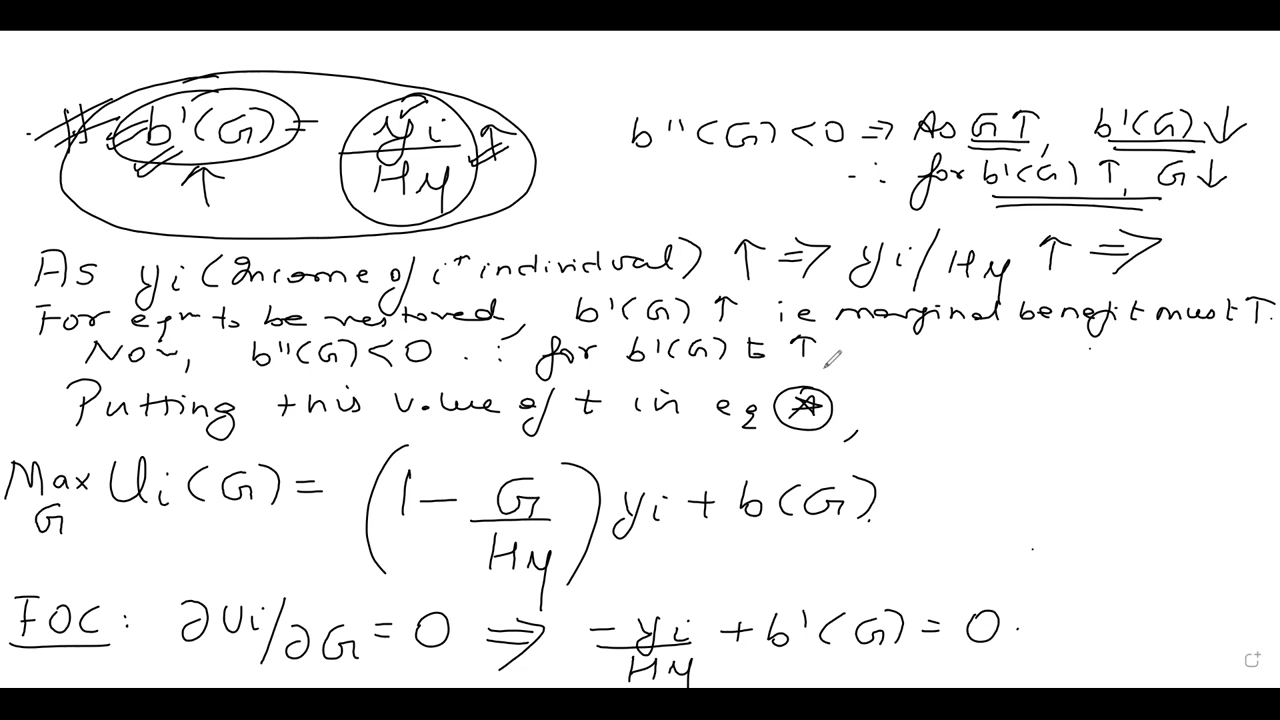 b'(G) = yi/Hy ↑
↑
b''(G) < 0 ⇒ As G ↑, b'(G) ↓
∴ for b'(G) ↑, G ↓
As yi (Income of ith individual) ↑ ⇒ yi/Hy ↑ ⇒
For eqm to be restored, b'(G) ↑ ie marginal benefit must ↑.
Now, b''(G) < 0 ∴ for b'(G) to ↑
Putting this value of t in eq ☆,
Max Ui(G) = (1 - G/Hy) yi + b(G).
G
FOC : ∂Ui/∂G = 0 ⇒ -yi/Hy + b'(G) = 0.